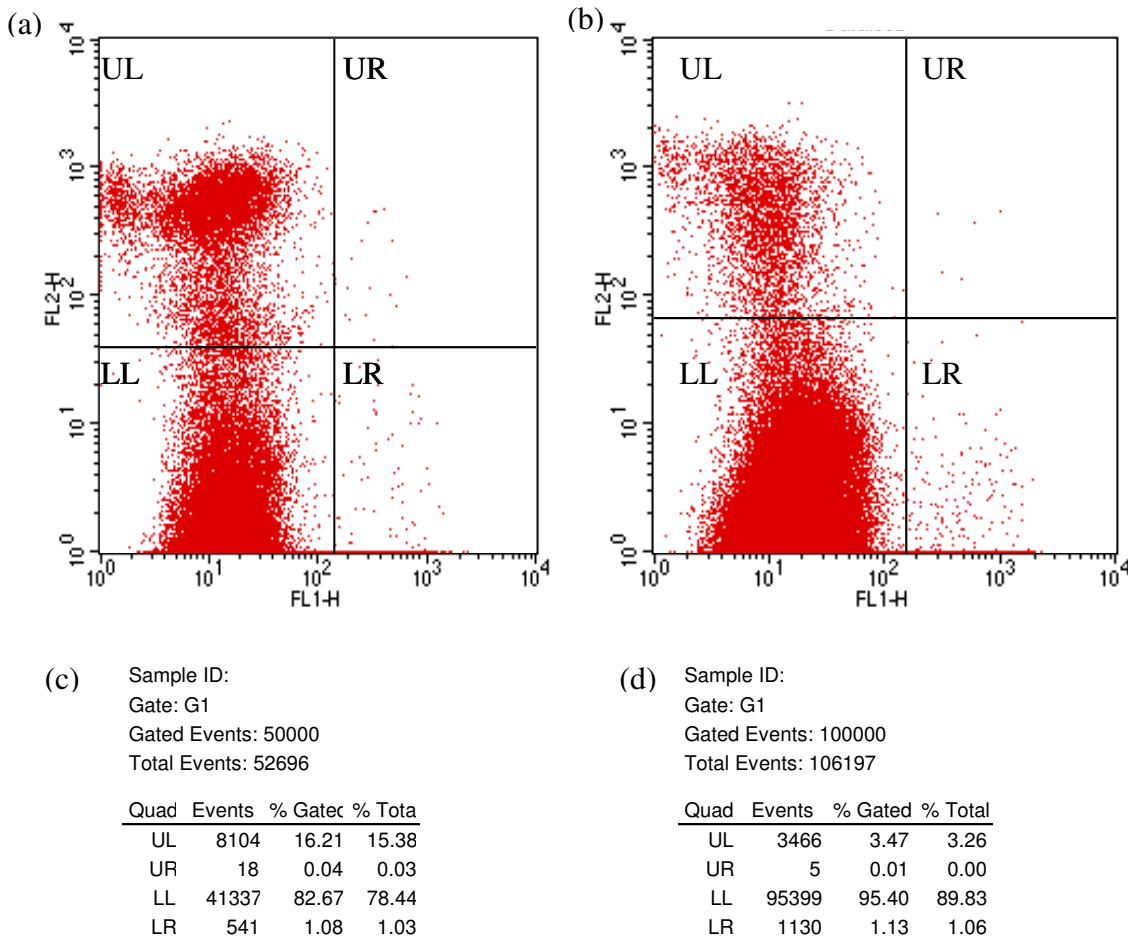 (a)
(b)
10^4
10^3
10^2
10^1
10^0
FL2-H
UL
UR
LL
LR
10^0
10^1
10^2
10^3
10^4
FL1-H
10^4
10^3
10^2
10^1
10^0
FL2-H
UL
UR
LL
LR
10^0
10^1
10^2
10^3
10^4
FL1-H
(c)
Sample ID:
Gate: G1
Gated Events: 50000
Total Events: 52696
Quad Events % Gated % Tota
UL 8104 16.21 15.38
UR 18 0.04 0.03
LL 41337 82.67 78.44
LR 541 1.08 1.03
(d)
Sample ID:
Gate: G1
Gated Events: 100000
Total Events: 106197
Quad Events % Gated % Total
UL 3466 3.47 3.26
UR 5 0.01 0.00
LL 95399 95.40 89.83
LR 1130 1.13 1.06